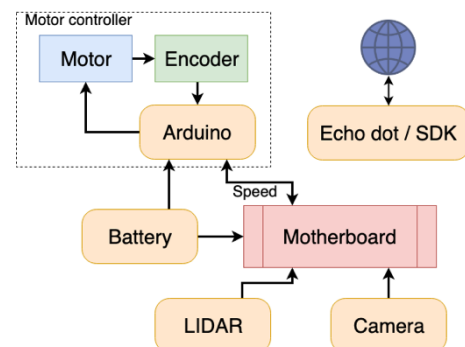 Motor controller
Motor
Encoder
Arduino
Echo dot / SDK
Speed
Battery
Motherboard
LIDAR
Camera